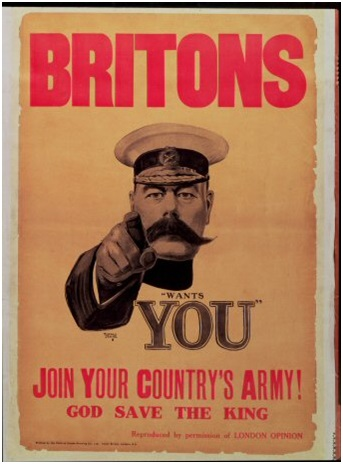 BRITONS
"WANTS
YOU"
JOIN YOUR COUNTRY'S ARMY!
GOD SAVE THE KING
Reproduced by permission of LONDON OPINION